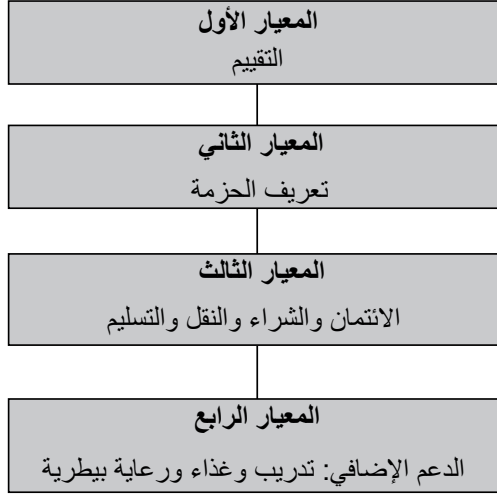 المعيار الأول
التقييم
المعيار الثاني
تعريف الحزمة
المعيار الثالث
الائتمان والشراء والنقل والتسليم
المعيار الرابع
الدعم الإضافي: تدريب وغذاء ورعاية بيطرية